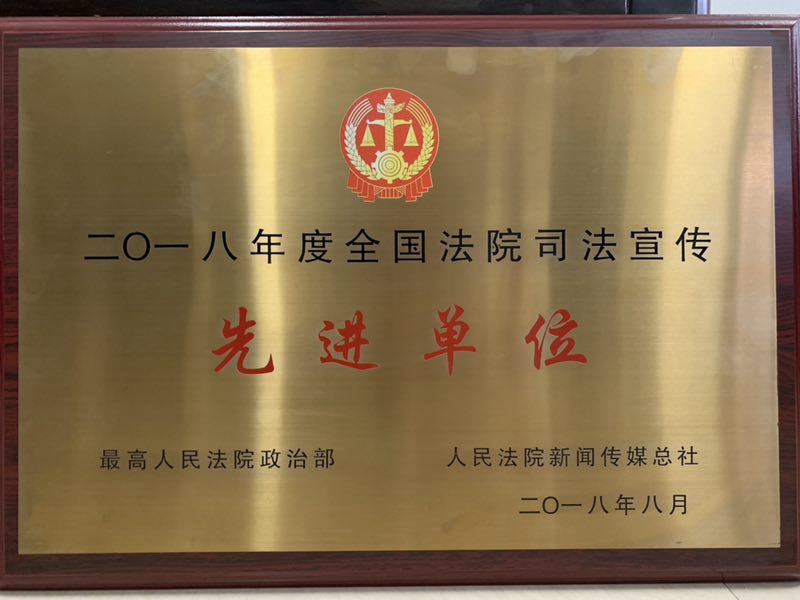 二〇一八年度全国法院司法宣传
先进单位
最高人民法院政治部 人民法院新闻传媒总社
二〇一八年八月